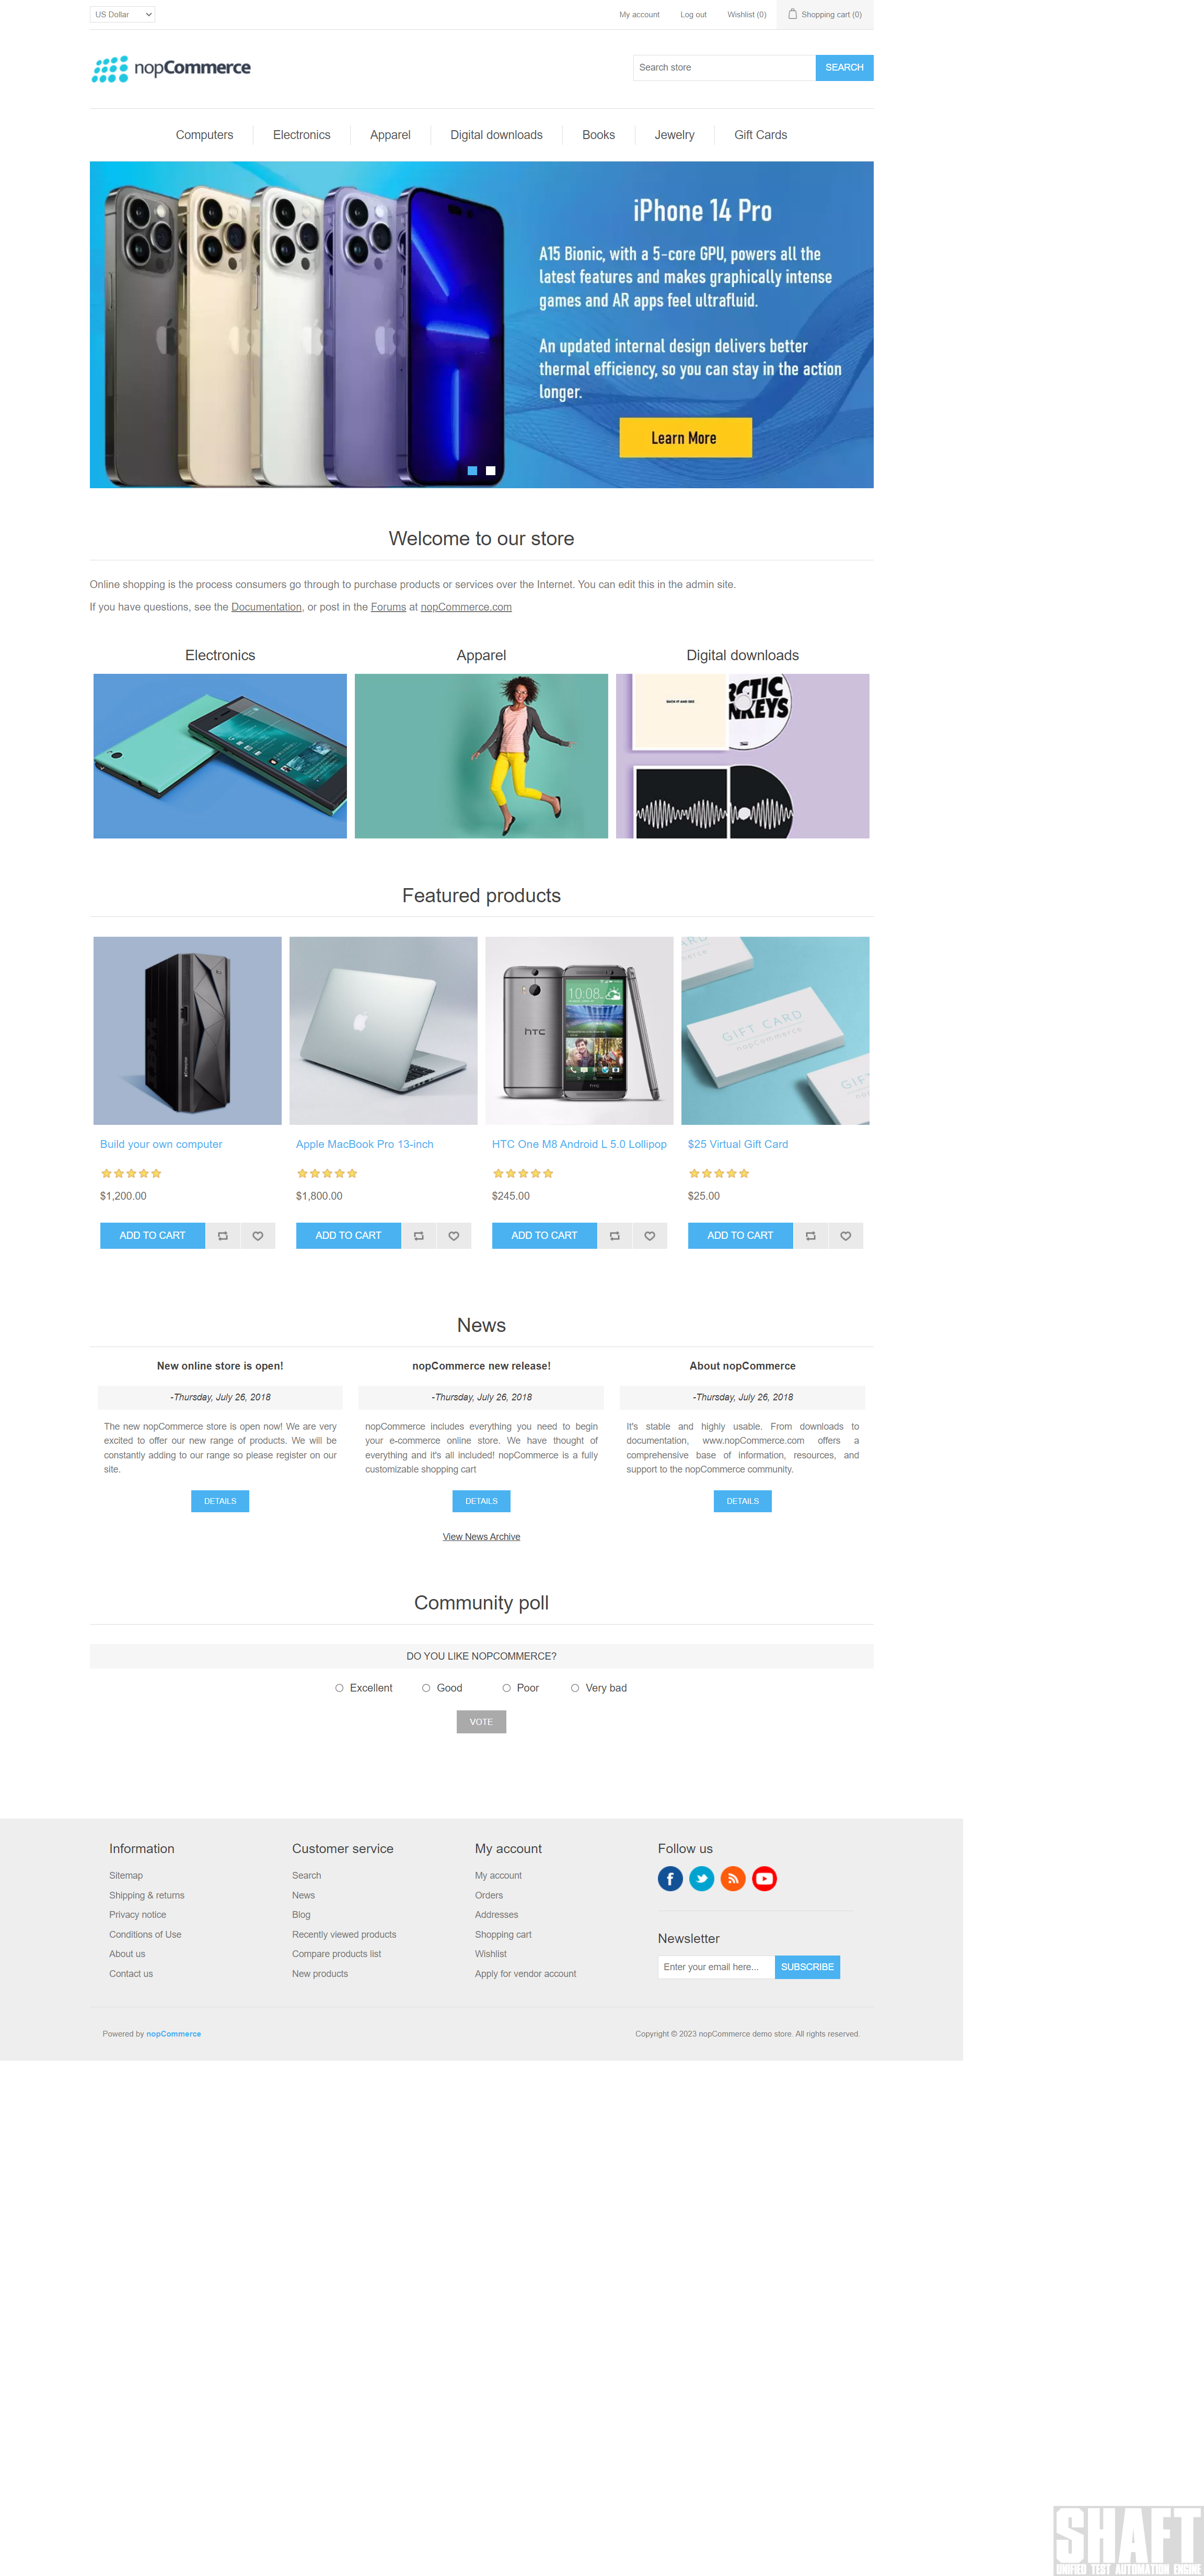 US Dollar
My account
Log out
Wishlist (0)
Shopping cart (0)
nopCommerce
Search store
SEARCH
Computers
Electronics
Apparel
Digital downloads
Books
Jewelry
Gift Cards
iPhone 14 Pro
A15 Bionic, with a 5-core GPU, powers all the
latest features and makes graphically intense
games and AR apps feel ultrafluid.
An updated internal design delivers better
thermal efficiency, so you can stay in the action
longer.
Learn More
Welcome to our store
Online shopping is the process consumers go through to purchase products or services over the Internet. You can edit this in the admin site.
If you have questions, see the Documentation, or post in the Forums at nopCommerce.com
Electronics
Apparel
Digital downloads
SUCK IT AND SEE
CTIC
NKEYS
Featured products
10:08
hTC
GIFT CARD
nopCommerce
Build your own computer
$1,200.00
ADD TO CART
Apple MacBook Pro 13-inch
$1,800.00
ADD TO CART
HTC One M8 Android L 5.0 Lollipop
$245.00
ADD TO CART
$25 Virtual Gift Card
$25.00
ADD TO CART
News
New online store is open!
-Thursday, July 26, 2018
The new nopCommerce store is open now! We are very
excited to offer our new range of products. We will be
constantly adding to our range so please register on our
site.
DETAILS
nopCommerce new release!
-Thursday, July 26, 2018
nopCommerce includes everything you need to begin
your e-commerce online store. We have thought of
everything and it's all included! nopCommerce is a fully
customizable shopping cart
DETAILS
About nopCommerce
-Thursday, July 26, 2018
It's stable and highly usable. From downloads to
documentation, www.nopCommerce.com offers a
comprehensive base of information, resources, and
support to the nopCommerce community.
DETAILS
View News Archive
Community poll
DO YOU LIKE NOPCOMMERCE?
Excellent
Good
Poor
Very bad
VOTE
Information
Sitemap
Shipping & returns
Privacy notice
Conditions of Use
About us
Contact us
Customer service
Search
News
Blog
Recently viewed products
Compare products list
New products
My account
My account
Orders
Addresses
Shopping cart
Wishlist
Apply for vendor account
Follow us
Newsletter
Enter your email here...
SUBSCRIBE
Powered by nopCommerce
Copyright © 2023 nopCommerce demo store. All rights reserved.
SHAFT
UNIFIED TEST AUTOMATION ENGINE